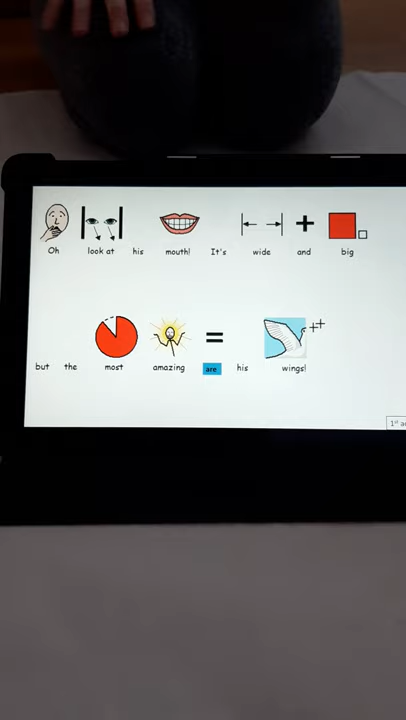 Oh look at his mouth! It's wide and big
but the most amazing are his wings!